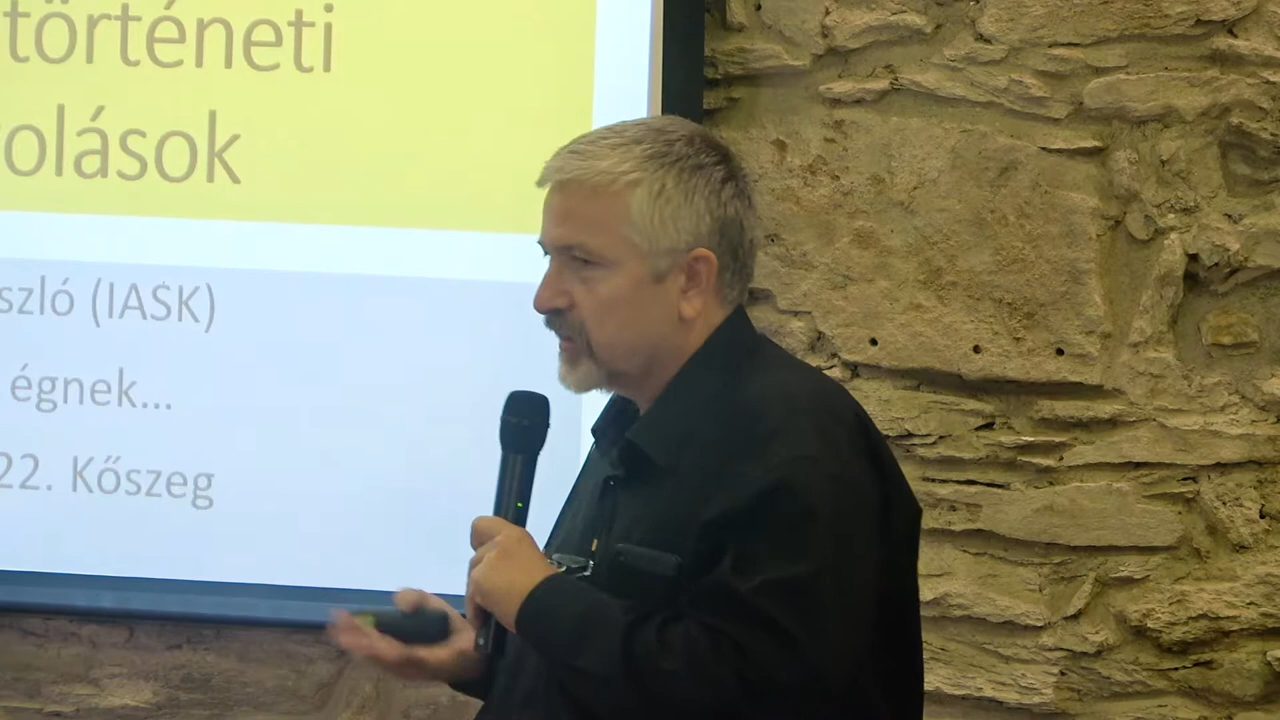 történeti
olások
szló (IASK)
égnek...
22. Kőszeg